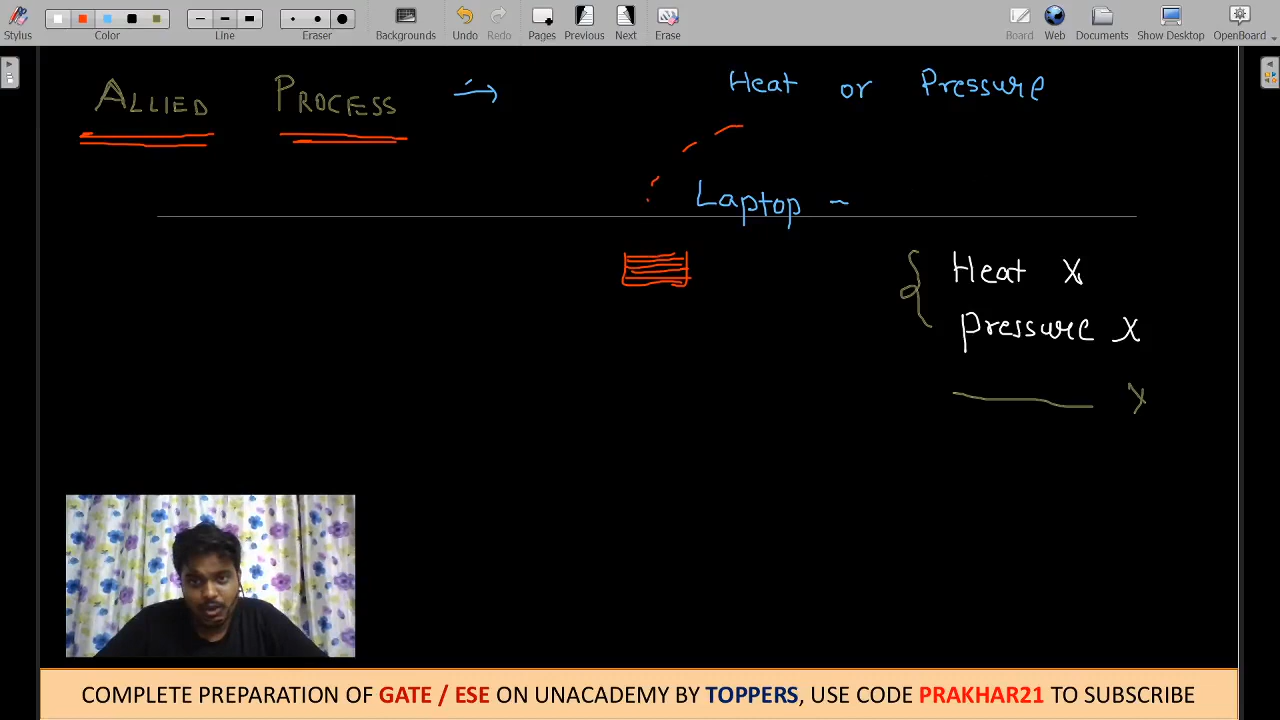 Stylus
Color
Line
Eraser
Backgrounds
Undo
Redo
Pages
Previous
Next
Erase
Board
Web
Documents
Show Desktop
OpenBoard
ALLIED PROCESS → Heat or Pressure
Laptop -
Heat X
Pressure X
X
COMPLETE PREPARATION OF GATE / ESE ON UNACADEMY BY TOPPERS, USE CODE PRAKHAR21 TO SUBSCRIBE